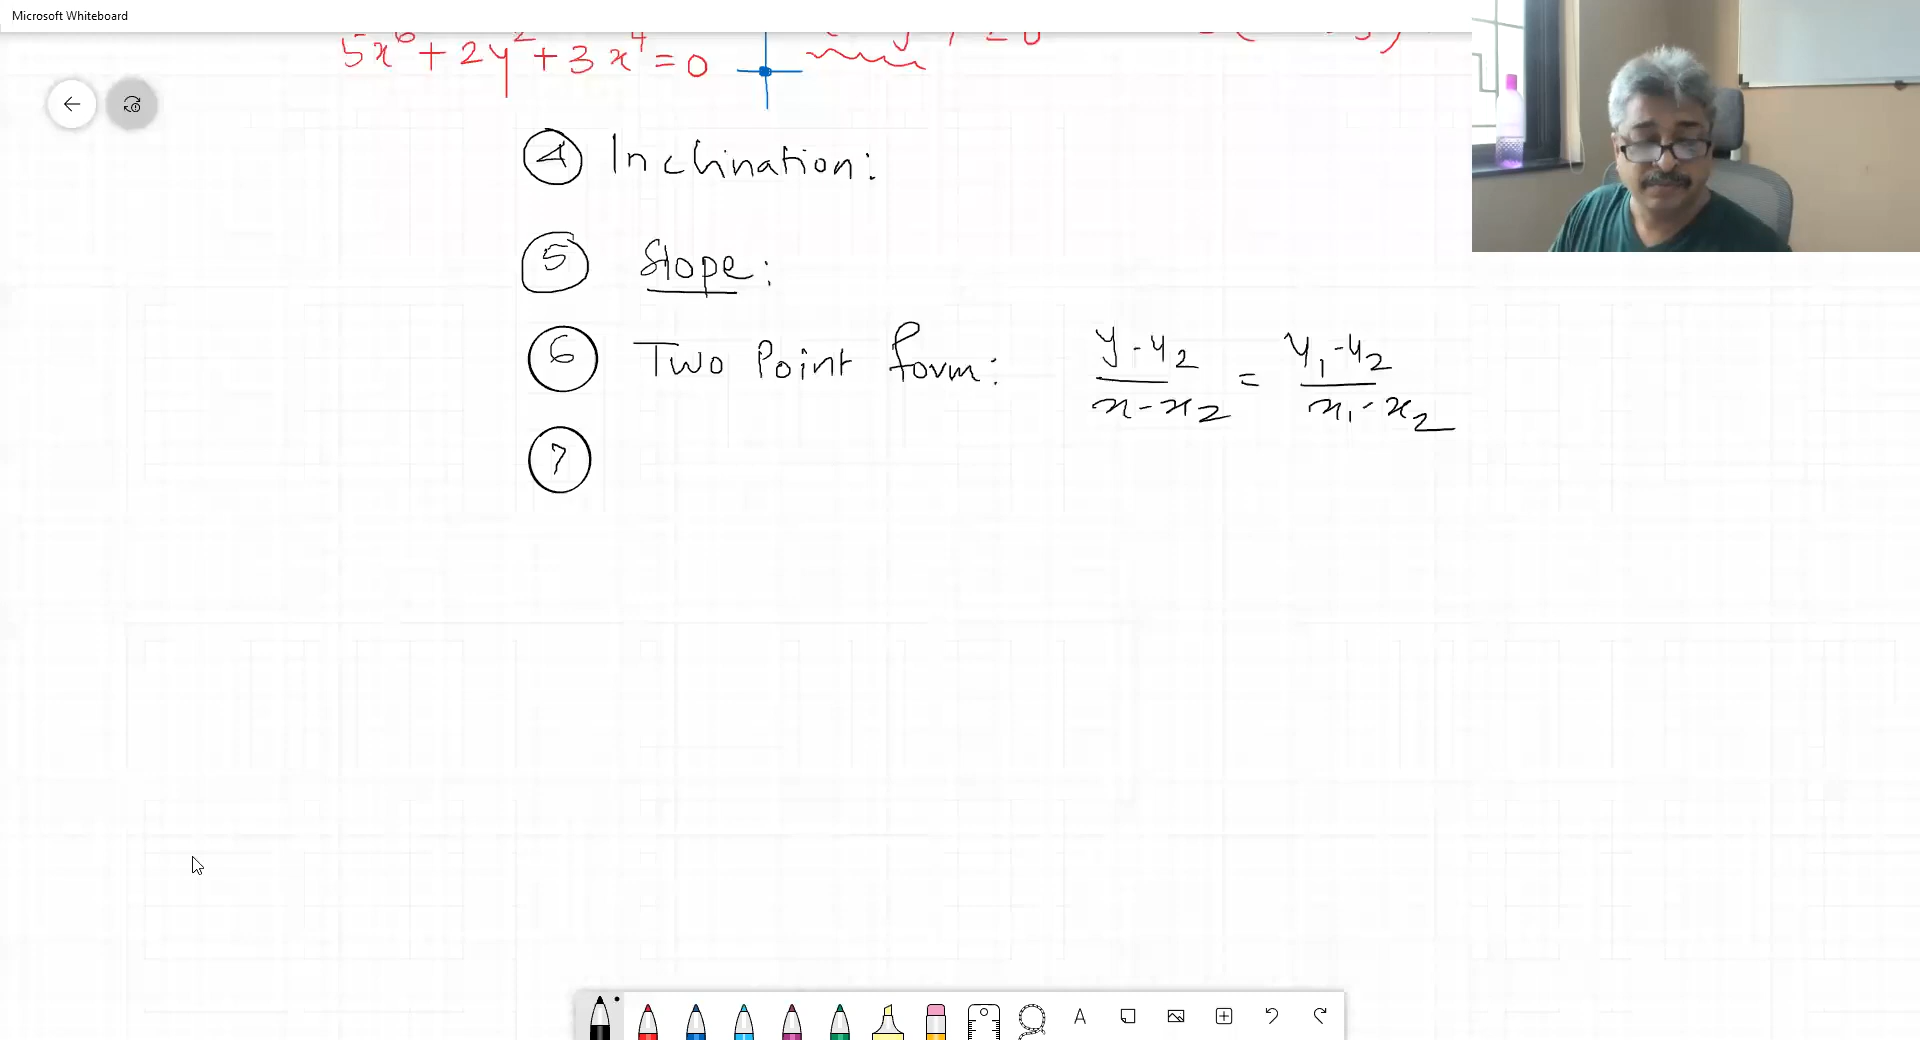 Microsoft Whiteboard
5x⁶ + 2y² + 3x⁴ = 0
④ Inclination:
⑤ Slope:
⑥ Two Point form: (y - y₂)/(x - x₂) = (y₁ - y₂)/(x₁ - x₂)
⑦
A